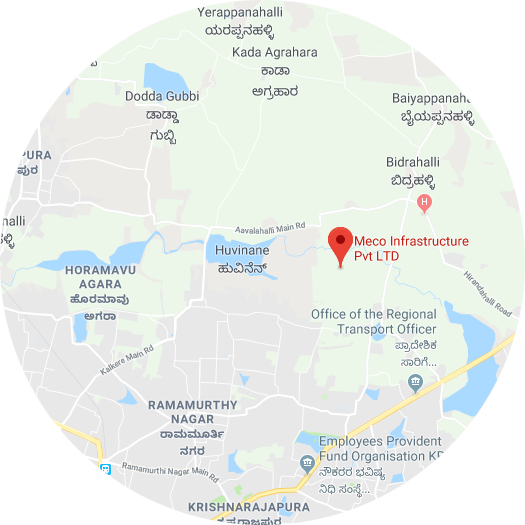 Yerappanahalli
ಯರಪ್ಪನಹಳ್ಳಿ
Kada Agrahara
ಕಾಡಾ
ಅಗ್ರಹಾರ
Dodda Gubbi
ಡೊಡ್ಡಾ
ಗುಬ್ಬಿ
Baiyappanaha
ಬೈಯಪ್ಪನಹಳ್ಳಿ
PURA
ಪುರ
Bidrahalli
ಬಿದ್ರಹಳ್ಳಿ
H
Aavalahalli Main Rd
Meco Infrastructure
Pvt LTD
Huvinane
ಹುವಿನೆನ್
HORAMAVU
AGARA
ಹೊರಮಾವು
ಅಗರಾ
Hirandahalli Road
Office of the Regional
Transport Officer
ಪ್ರಾದೇಶಿಕ
ಸಾರಿಗೆ...
Kalkere Main Rd
RAMAMURTHY
NAGAR
ರಾಮಮೂರ್ತಿ
ನಗರ
Employees Provident
Fund Organisation KR
ನೌಕರರ ಭವಿಷ್ಯ
ನಿಧಿ ಸಂಸ್ಥೆ...
Ramamurthi Nagar Main Rd
KRISHNARAJAPURA